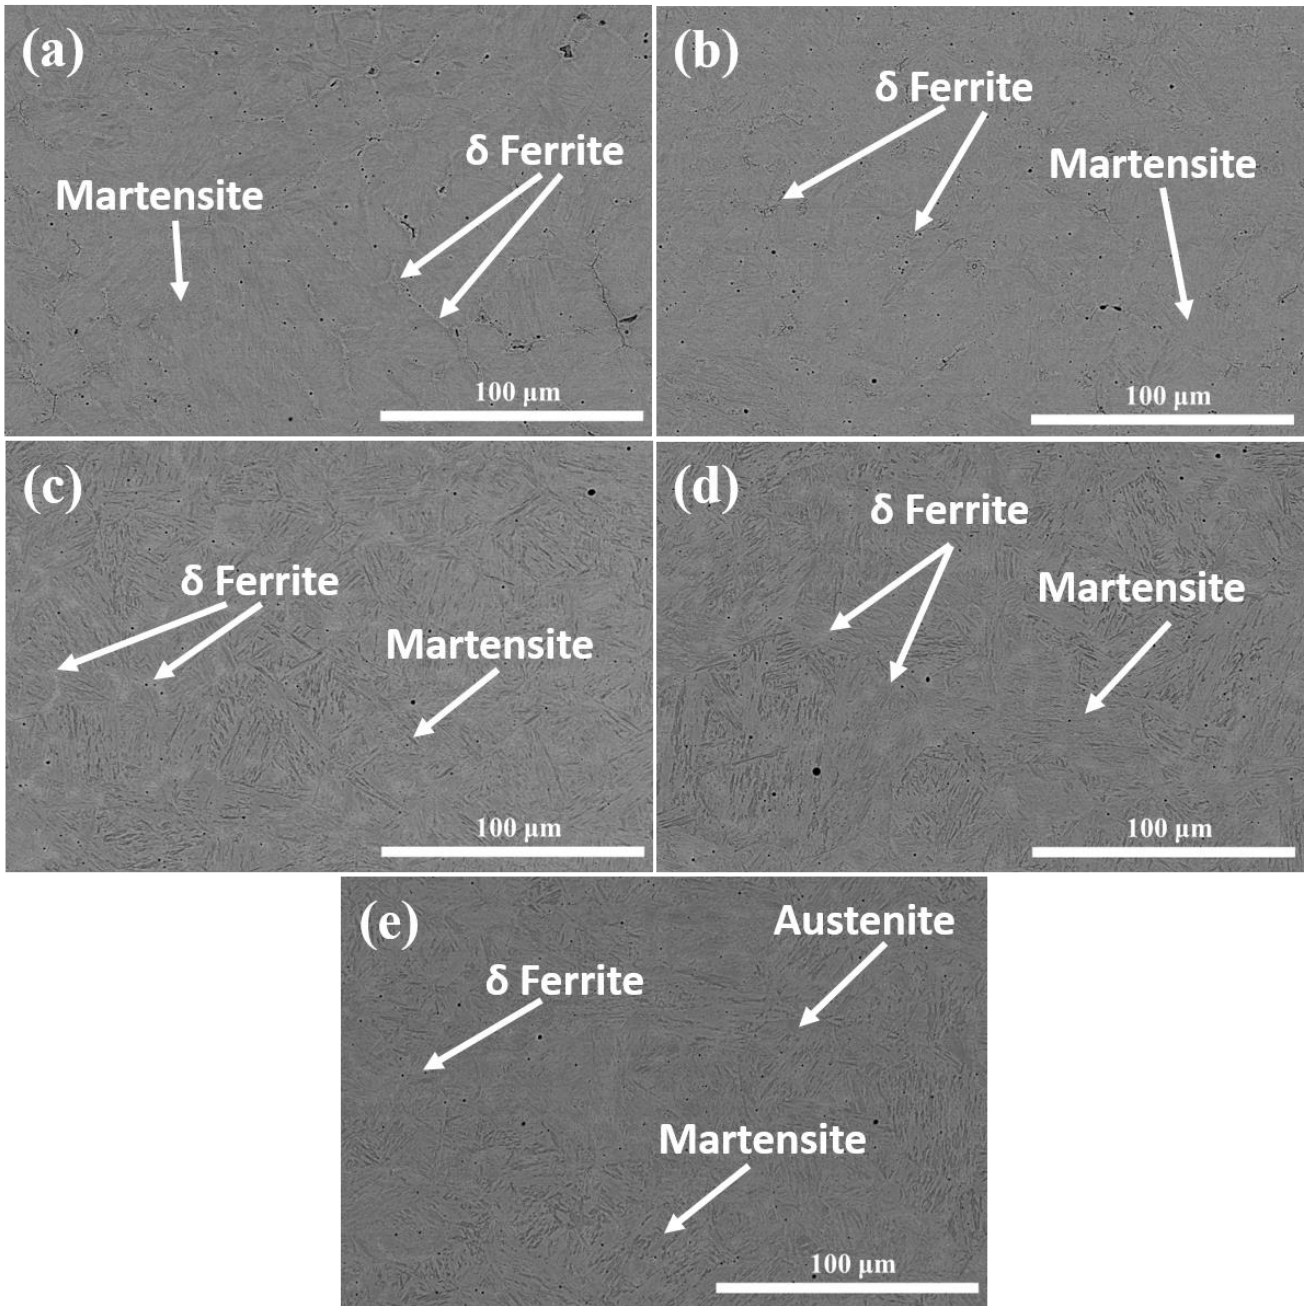 (a)
δ Ferrite
Martensite
100 μm
(b)
δ Ferrite
Martensite
100 μm
(c)
δ Ferrite
Martensite
100 μm
(d)
δ Ferrite
Martensite
100 μm
(e)
Austenite
δ Ferrite
Martensite
100 μm